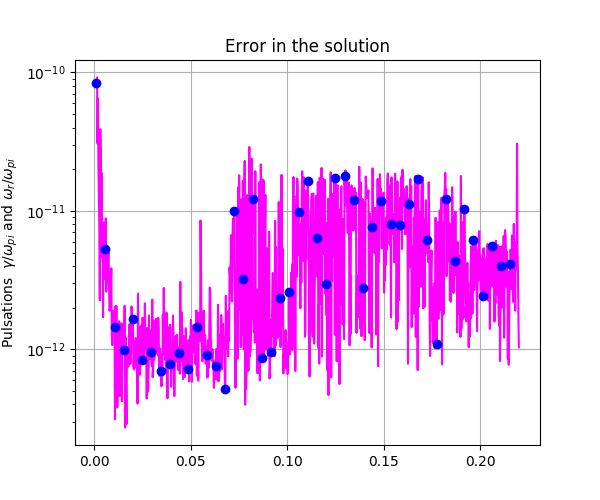 Error in the solution
Pulsations γ/ω_{pi} and ω_r/ω_{pi}
10^{−10}
10^{−11}
10^{−12}
0.00 0.05 0.10 0.15 0.20